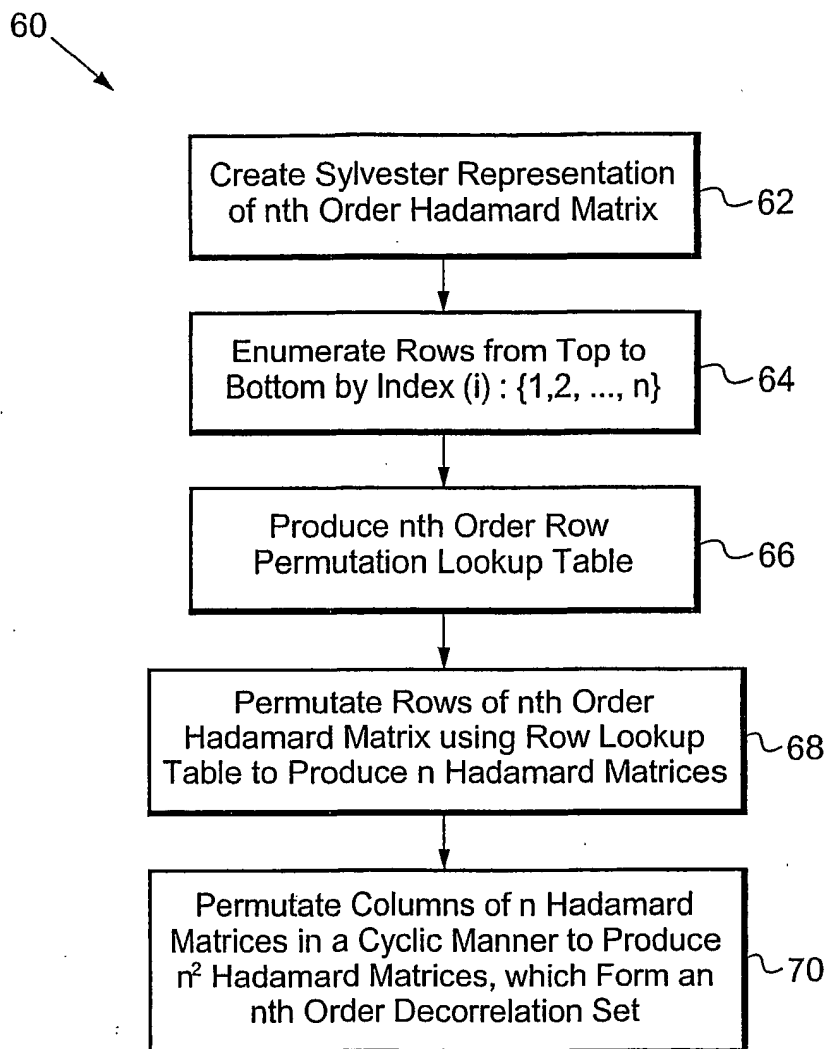 60
Create Sylvester Representation
of nth Order Hadamard Matrix
62
Enumerate Rows from Top to
Bottom by Index (i) : {1,2, ..., n}
64
Produce nth Order Row
Permutation Lookup Table
66
Permutate Rows of nth Order
Hadamard Matrix using Row Lookup
Table to Produce n Hadamard Matrices
68
Permutate Columns of n Hadamard
Matrices in a Cyclic Manner to Produce
n² Hadamard Matrices, which Form an
nth Order Decorrelation Set
70